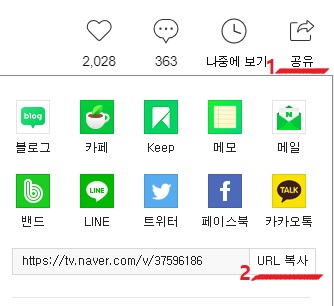 2,028 363 나중에 보기 1 공유
blog N TALK
블로그 카페 Keep 메모 메일
LINE f TALK
밴드 LINE 트위터 페이스북 카카오톡
https://tv.naver.com/v/37596186 2 URL 복사